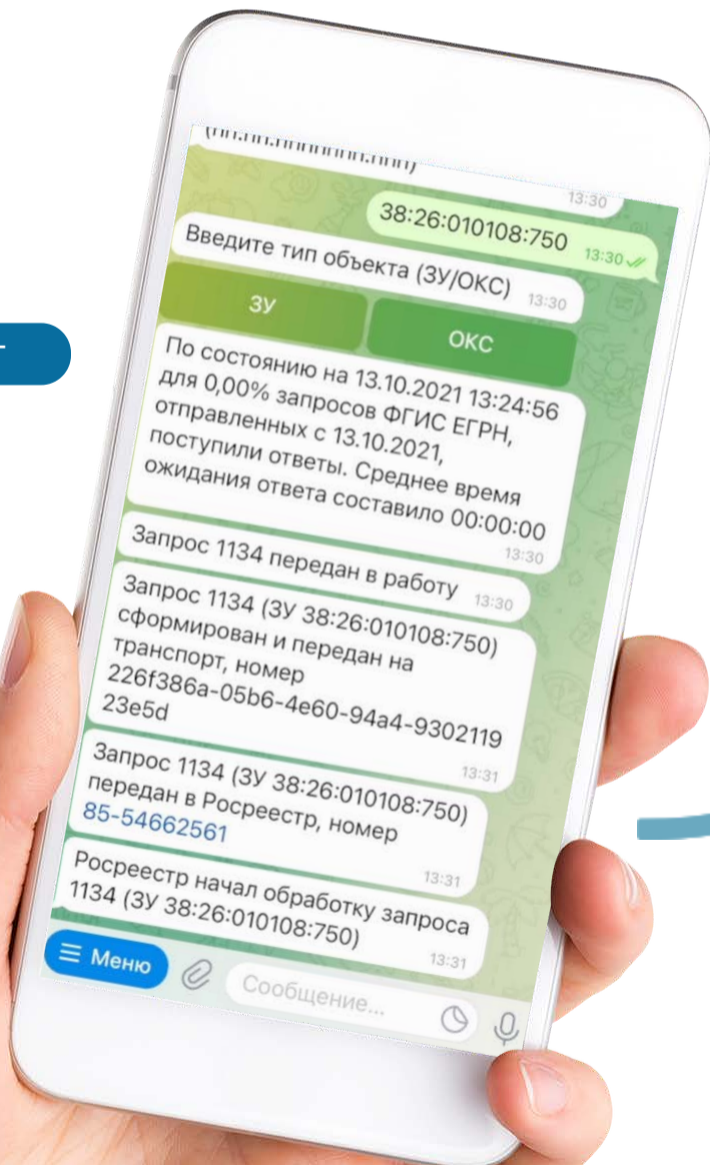 (nn.nn.nnnnnnn.nnn)
13:30
38:26:010108:750 13:30
Введите тип объекта (ЗУ/ОКС) 13:30
ЗУ ОКС
Т
По состоянию на 13.10.2021 13:24:56
для 0,00% запросов ФГИС ЕГРН,
отправленных с 13.10.2021,
поступили ответы. Среднее время
ожидания ответа составило 00:00:00
13:30
Запрос 1134 передан в работу 13:30
Запрос 1134 (ЗУ 38:26:010108:750)
сформирован и передан на
транспорт, номер
226f386a-05b6-4e60-94a4-9302119
23e5d
13:31
Запрос 1134 (ЗУ 38:26:010108:750)
передан в Росреестр, номер
85-54662561
13:31
Росреестр начал обработку запроса
1134 (ЗУ 38:26:010108:750)
13:31
Меню Сообщение...